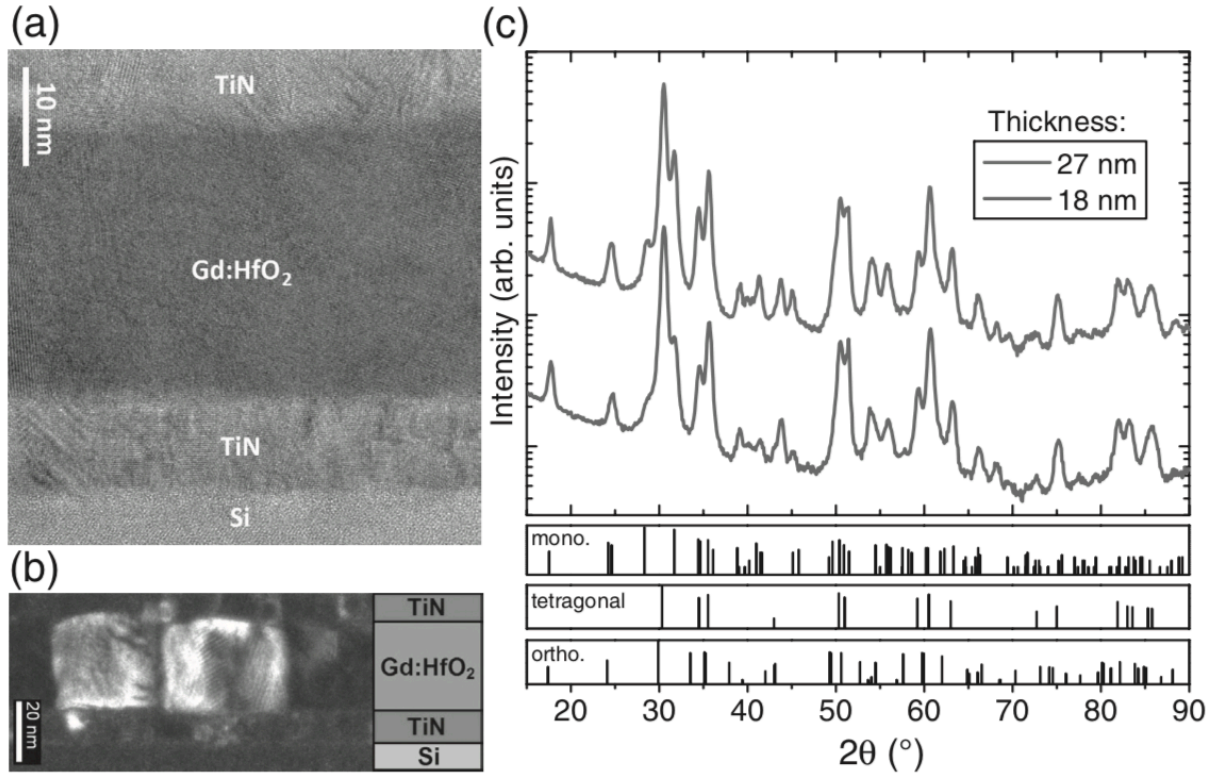 (a)
TiN
10 nm
Gd:HfO2
TiN
Si
(b)
20 nm
TiN
Gd:HfO2
TiN
Si
(c)
Intensity (arb. units)
Thickness:
27 nm
18 nm
mono.
tetragonal
ortho.
20 30 40 50 60 70 80 90
2θ (°)